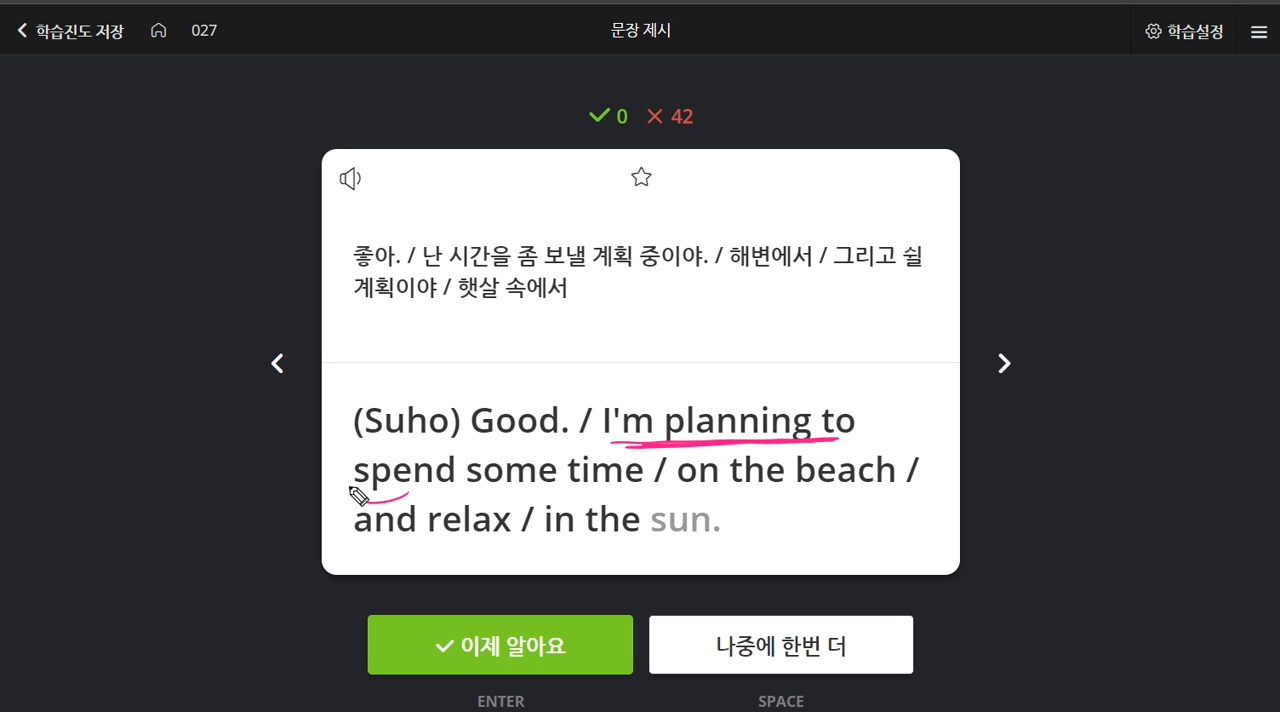 학습진도 저장 027 문장 제시 학습설정
0 42
좋아. / 난 시간을 좀 보낼 계획 중이야. / 해변에서 / 그리고 쉴
계획이야 / 햇살 속에서
(Suho) Good. / I'm planning to
spend some time / on the beach /
and relax / in the sun.
이제 알아요 나중에 한번 더
ENTER SPACE